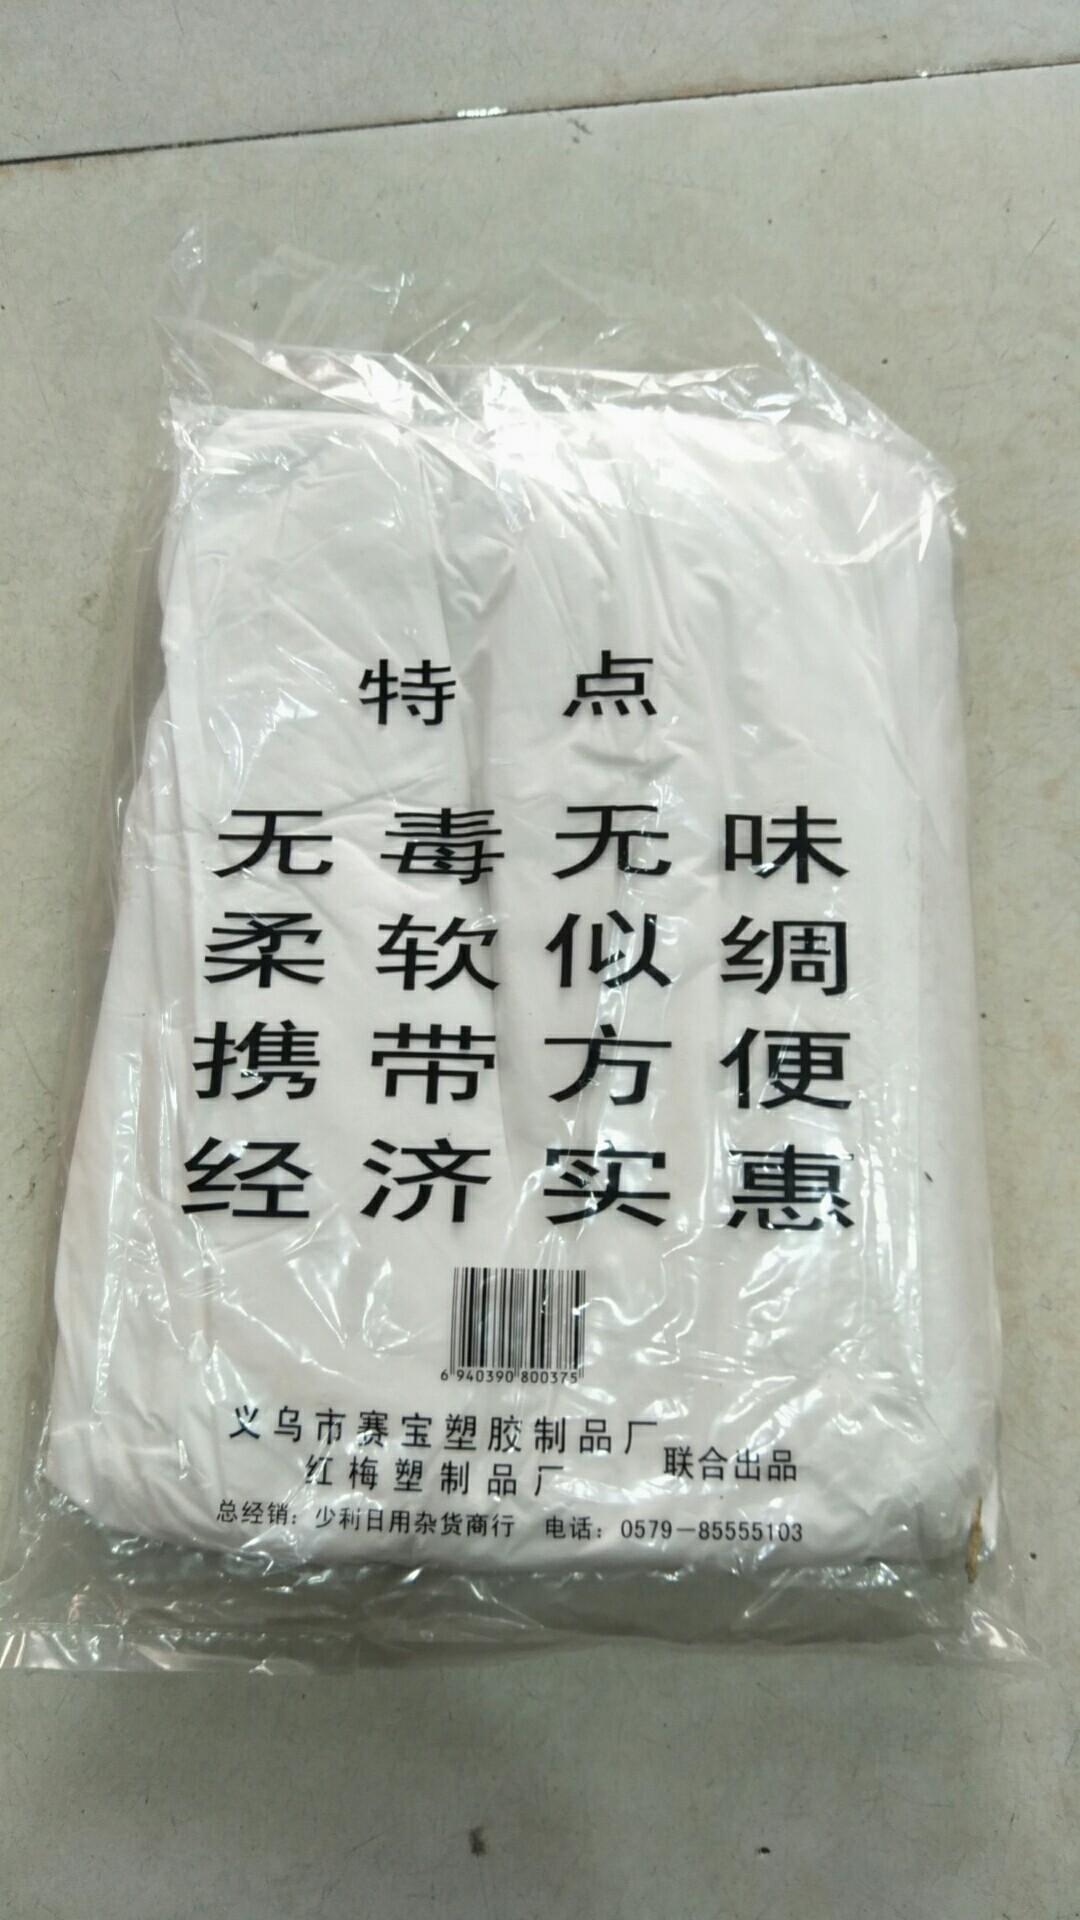 特点
无毒无味
柔软似绸
携带方便
经济实惠
6 940390 800375
义乌市赛宝塑胶制品厂
红梅塑制品厂 联合出品
总经销：少利日用杂货商行 电话：0579-85555103